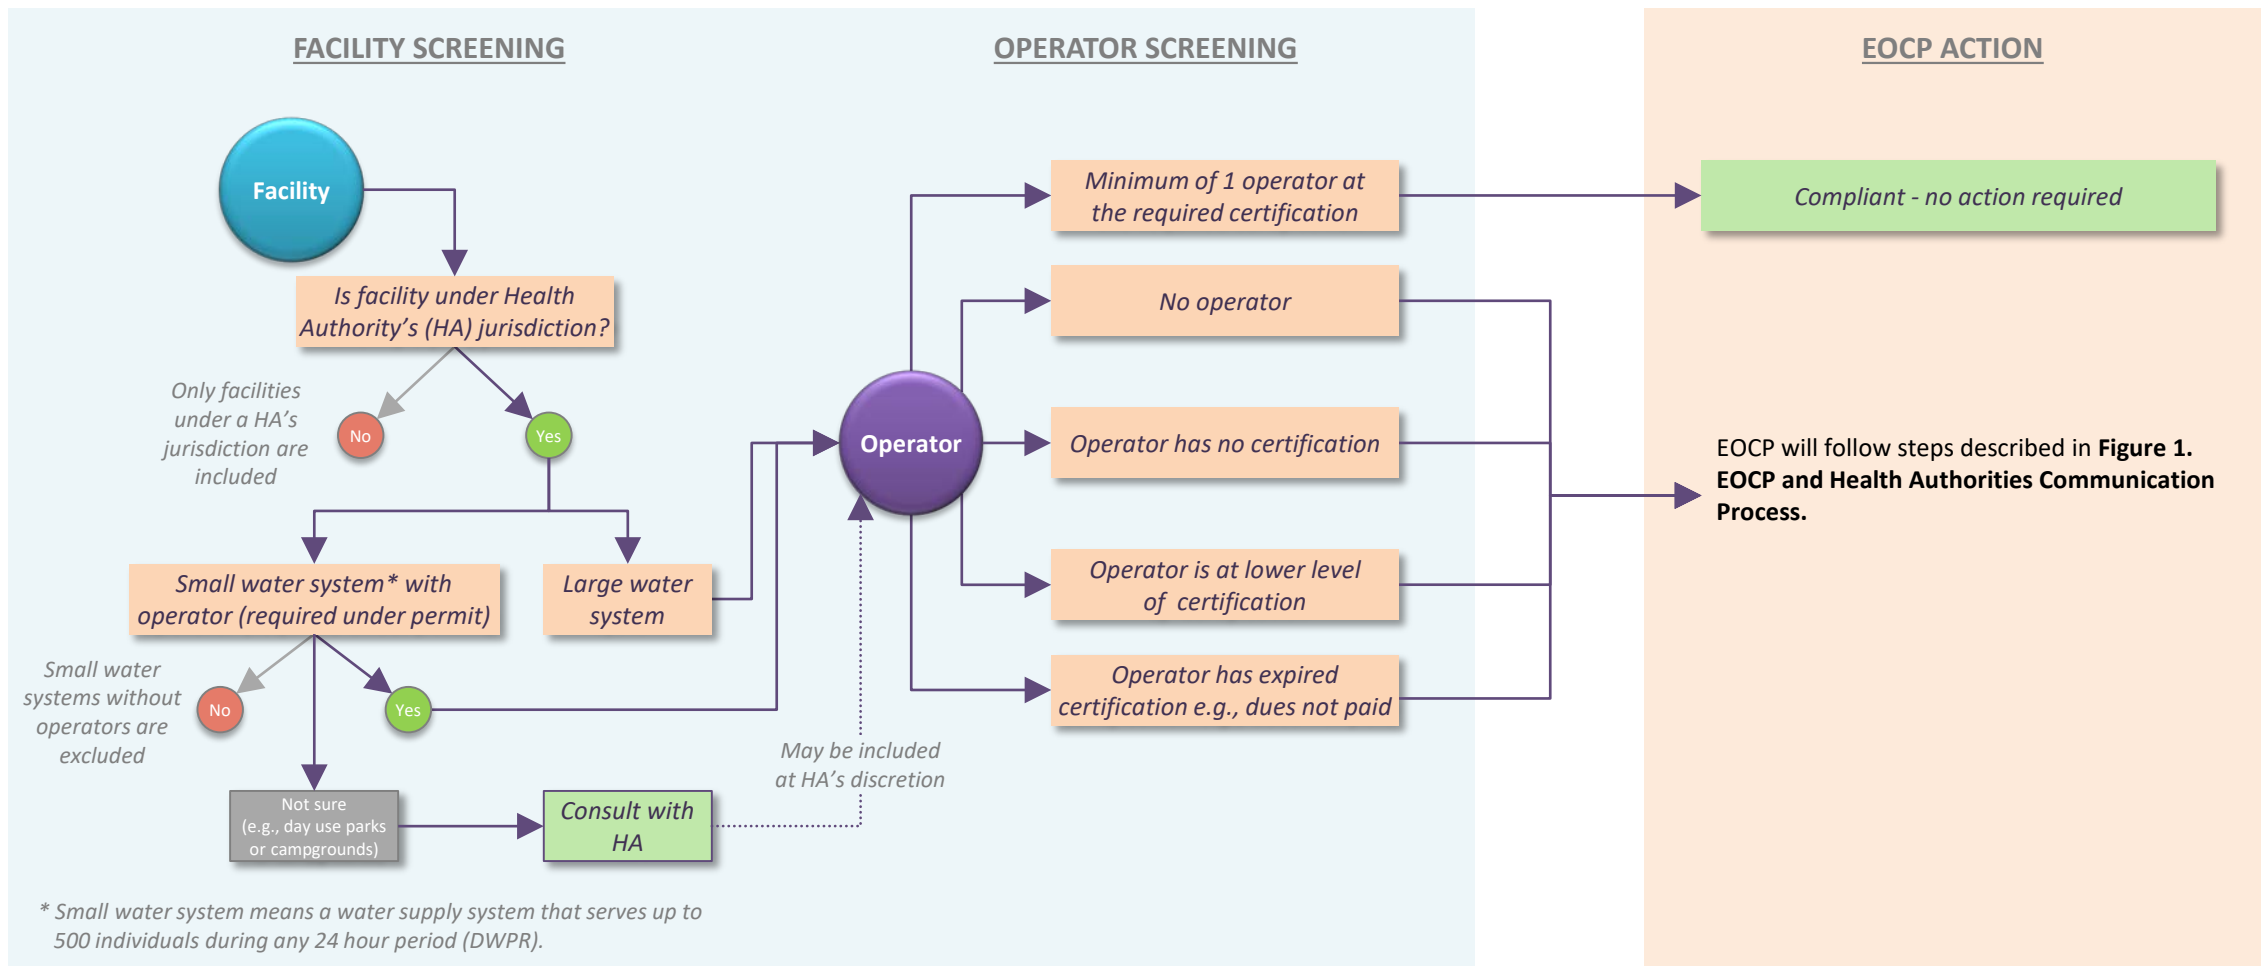 FACILITY SCREENING
OPERATOR SCREENING
EOCP ACTION
Facility
Is facility under Health
Authority's (HA) jurisdiction?
Only facilities
under a HA's
jurisdiction are
included
No
Yes
Small water system* with
operator (required under permit)
Large water
system
Small water
systems without
operators are
excluded
No
Yes
Not sure
(e.g., day use parks
or campgrounds)
Consult with
HA
May be included
at HA's discretion
* Small water system means a water supply system that serves up to
500 individuals during any 24 hour period (DWPR).
Operator
Minimum of 1 operator at
the required certification
No operator
Operator has no certification
Operator is at lower level
of  certification
Operator has expired
certification e.g., dues not paid
Compliant - no action required
EOCP will follow steps described in Figure 1.
EOCP and Health Authorities Communication
Process.